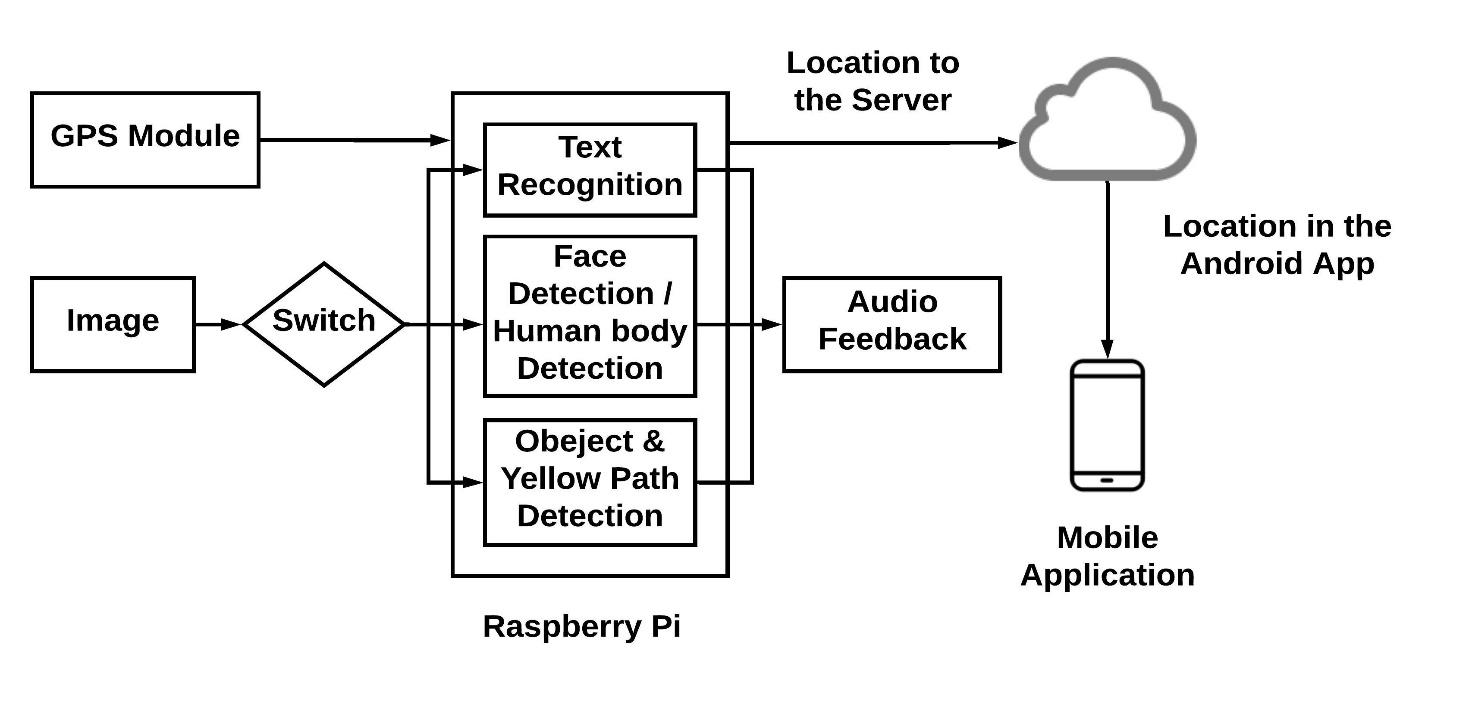 GPS Module
Image
Switch
Text
Recognition
Face
Detection /
Human body
Detection
Obeject &
Yellow Path
Detection
Raspberry Pi
Audio
Feedback
Location to
the Server
Location in the
Android App
Mobile
Application